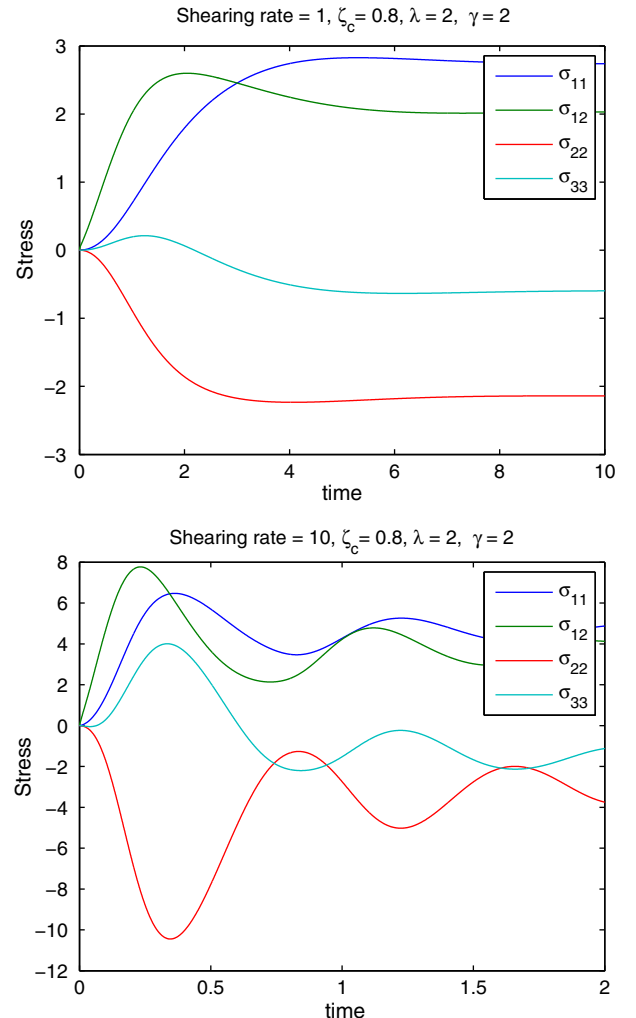 Shearing rate = 1, ζc= 0.8, λ = 2, γ = 2
3
2
1
0
−1
−2
−3
Stress
σ11
σ12
σ22
σ33
0 2 4 6 8 10
time
Shearing rate = 10, ζc= 0.8, λ = 2, γ = 2
8
6
4
2
0
−2
−4
−6
−8
−10
−12
Stress
σ11
σ12
σ22
σ33
0 0.5 1 1.5 2
time